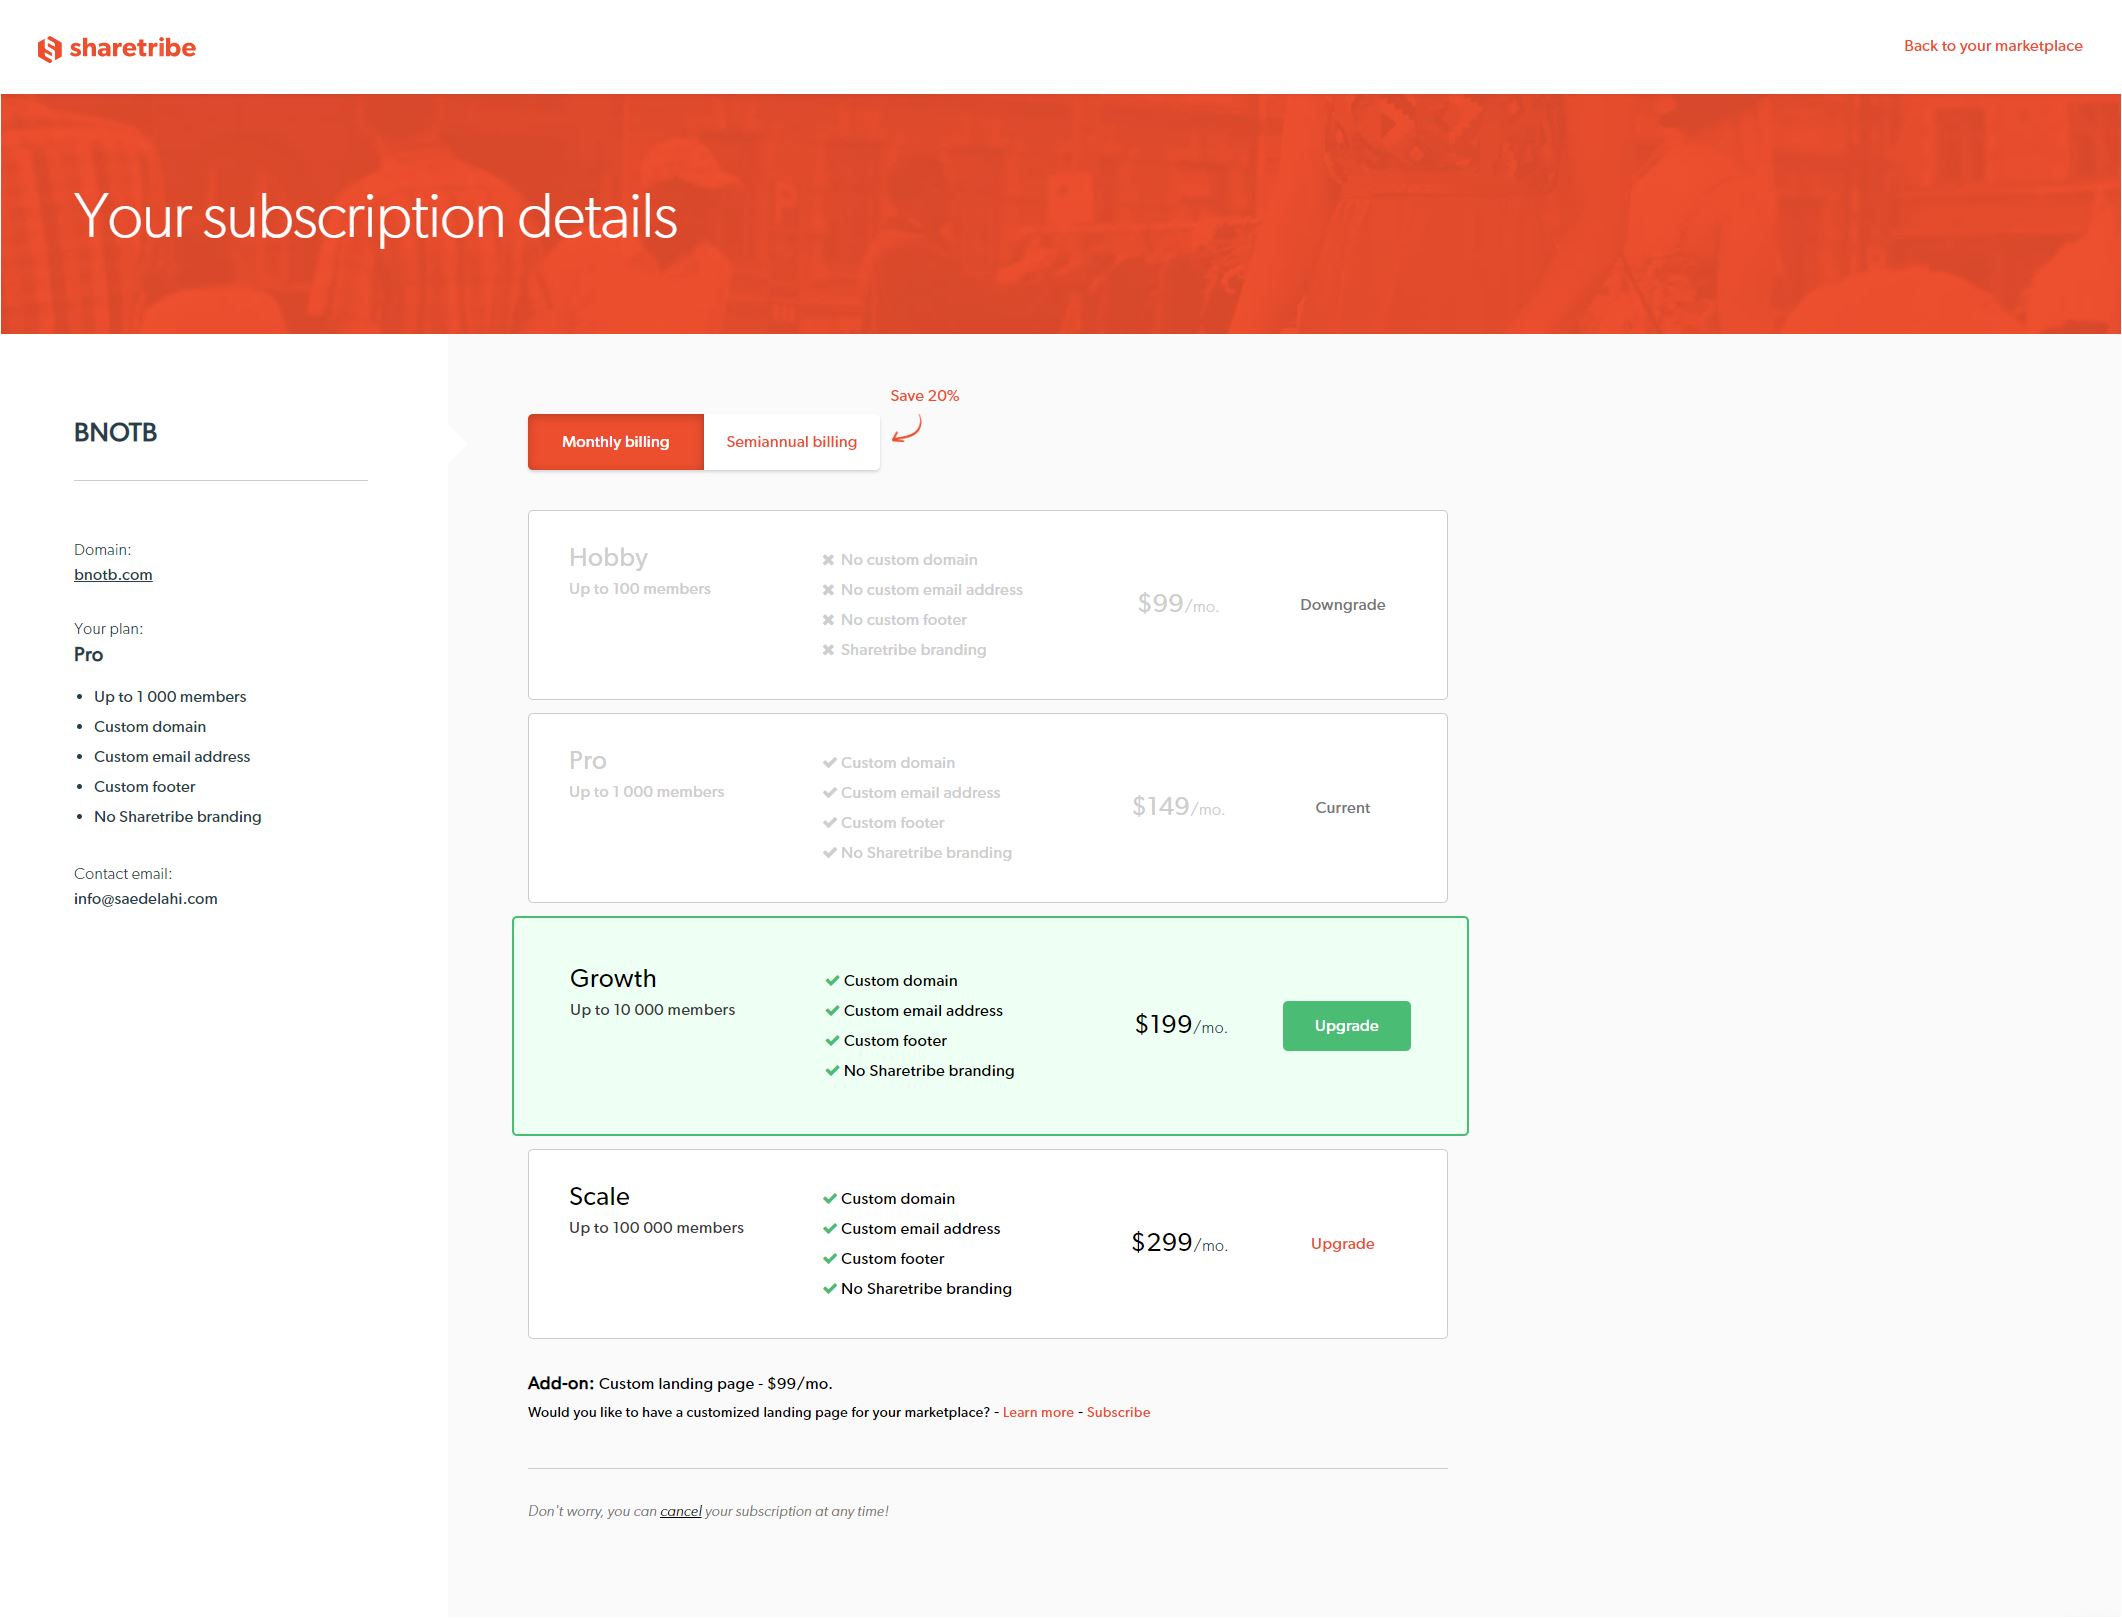 sharetribe
Back to your marketplace
Your subscription details
BNOTB
Domain:
bnotb.com
Your plan:
Pro
• Up to 1 000 members
• Custom domain
• Custom email address
• Custom footer
• No Sharetribe branding
Contact email:
info@saedelahi.com
Save 20%
Monthly billing
Semiannual billing
Hobby
Up to 100 members
✖ No custom domain
✖ No custom email address
✖ No custom footer
✖ Sharetribe branding
$99/mo.
Downgrade
Pro
Up to 1 000 members
✔ Custom domain
✔ Custom email address
✔ Custom footer
✔ No Sharetribe branding
$149/mo.
Current
Growth
Up to 10 000 members
✔ Custom domain
✔ Custom email address
✔ Custom footer
✔ No Sharetribe branding
$199/mo.
Upgrade
Scale
Up to 100 000 members
✔ Custom domain
✔ Custom email address
✔ Custom footer
✔ No Sharetribe branding
$299/mo.
Upgrade
Add-on: Custom landing page - $99/mo.
Would you like to have a customized landing page for your marketplace? - Learn more - Subscribe
Don't worry, you can cancel your subscription at any time!